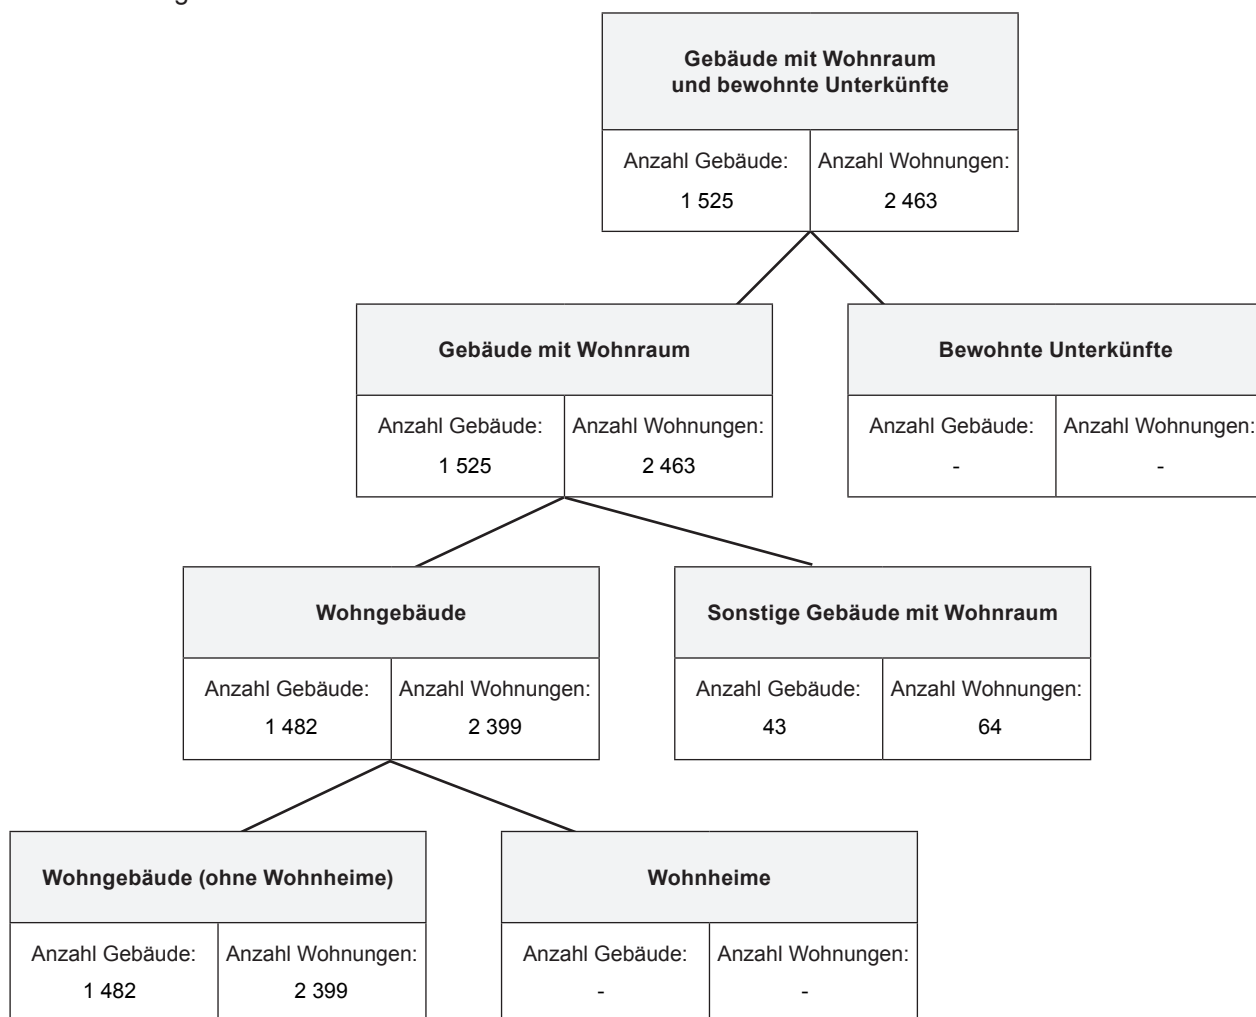 Gebäude mit Wohnraum
und bewohnte Unterkünfte
Anzahl Gebäude: Anzahl Wohnungen:
1 525 2 463
Gebäude mit Wohnraum Bewohnte Unterkünfte
Anzahl Gebäude: Anzahl Wohnungen: Anzahl Gebäude: Anzahl Wohnungen:
1 525 2 463 - -
Wohngebäude Sonstige Gebäude mit Wohnraum
Anzahl Gebäude: Anzahl Wohnungen: Anzahl Gebäude: Anzahl Wohnungen:
1 482 2 399 43 64
Wohngebäude (ohne Wohnheime) Wohnheime
Anzahl Gebäude: Anzahl Wohnungen: Anzahl Gebäude: Anzahl Wohnungen:
1 482 2 399 - -